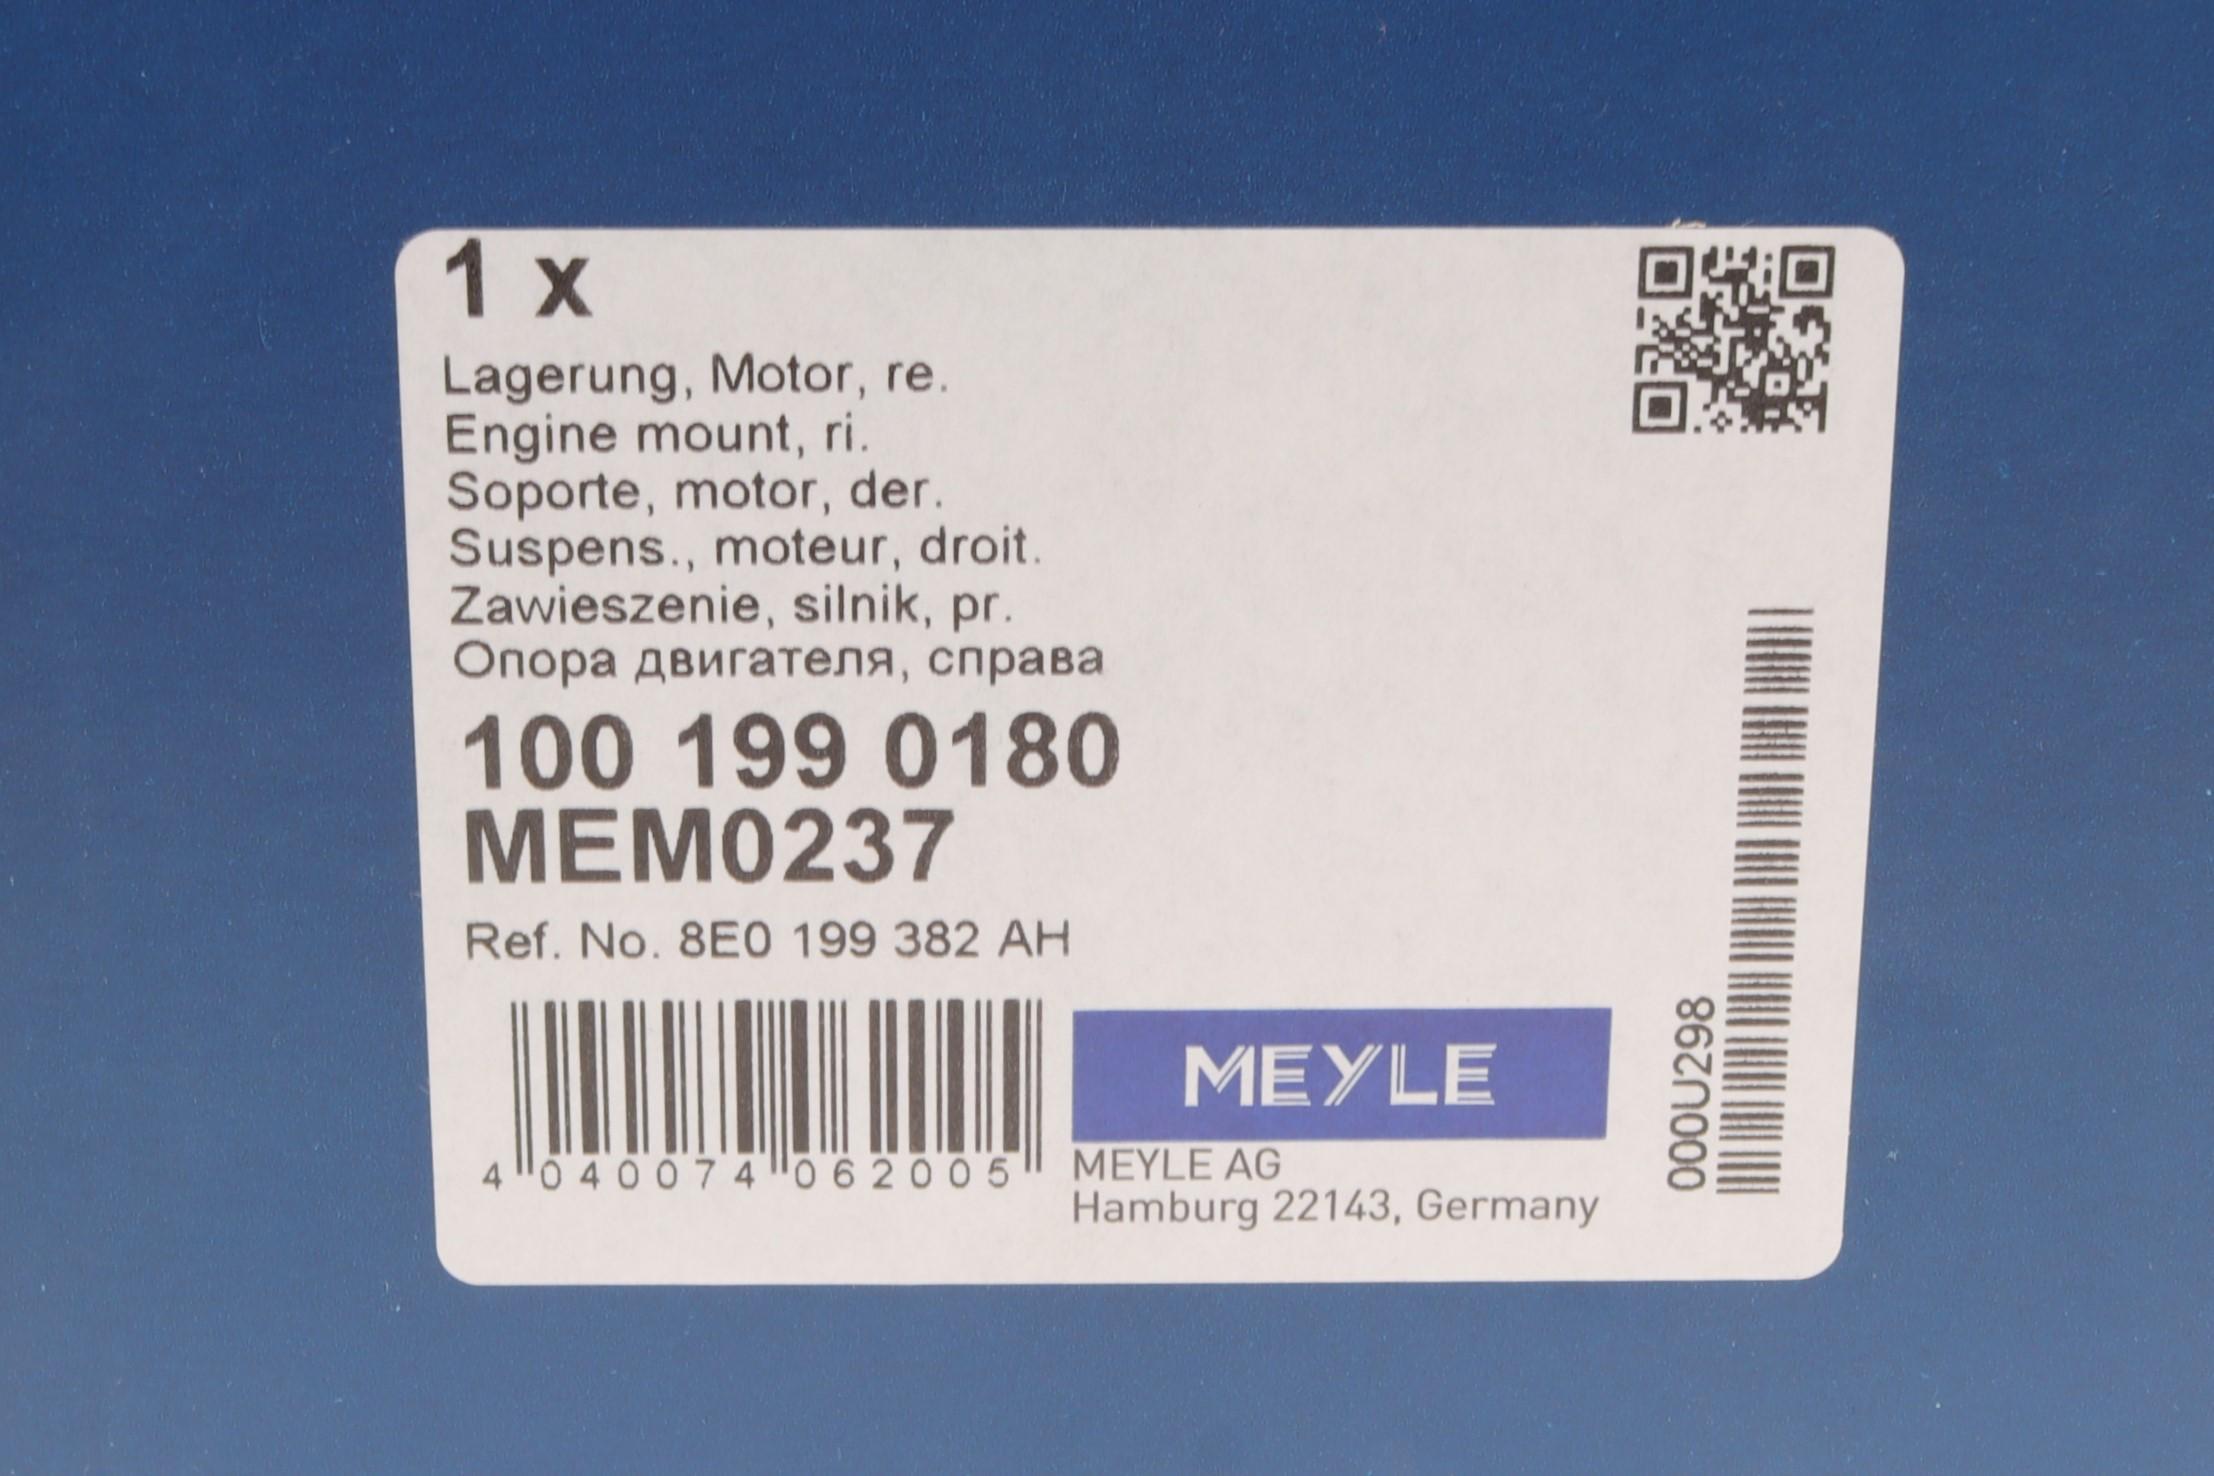 1 x
Lagerung, Motor, re.
Engine mount, ri.
Soporte, motor, der.
Suspens., moteur, droit.
Zawieszenie, silnik, pr.
Опора двигателя, справа
100 199 0180
MEM0237
Ref. No. 8E0 199 382 AH
4 040074 062005
MEYLE
MEYLE AG
Hamburg 22143, Germany
000U298